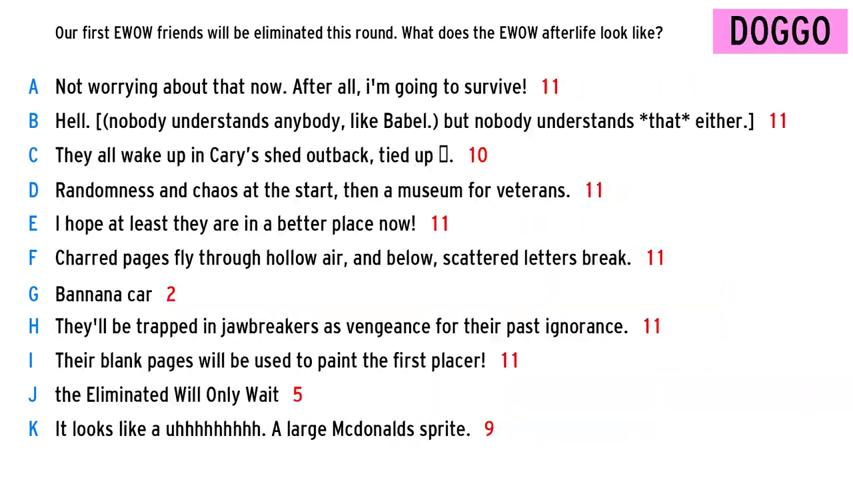 Our first EWOW friends will be eliminated this round. What does the EWOW afterlife look like?
DOGGO
A Not worrying about that now. After all, i'm going to survive! 11
B Hell. [(nobody understands anybody, like Babel.) but nobody understands *that* either.] 11
C They all wake up in Cary's shed outback, tied up ▯. 10
D Randomness and chaos at the start, then a museum for veterans. 11
E I hope at least they are in a better place now! 11
F Charred pages fly through hollow air, and below, scattered letters break. 11
G Bannana car 2
H They'll be trapped in jawbreakers as vengeance for their past ignorance. 11
I Their blank pages will be used to paint the first placer! 11
J the Eliminated Will Only Wait 5
K It looks like a uhhhhhhhhh. A large Mcdonalds sprite. 9